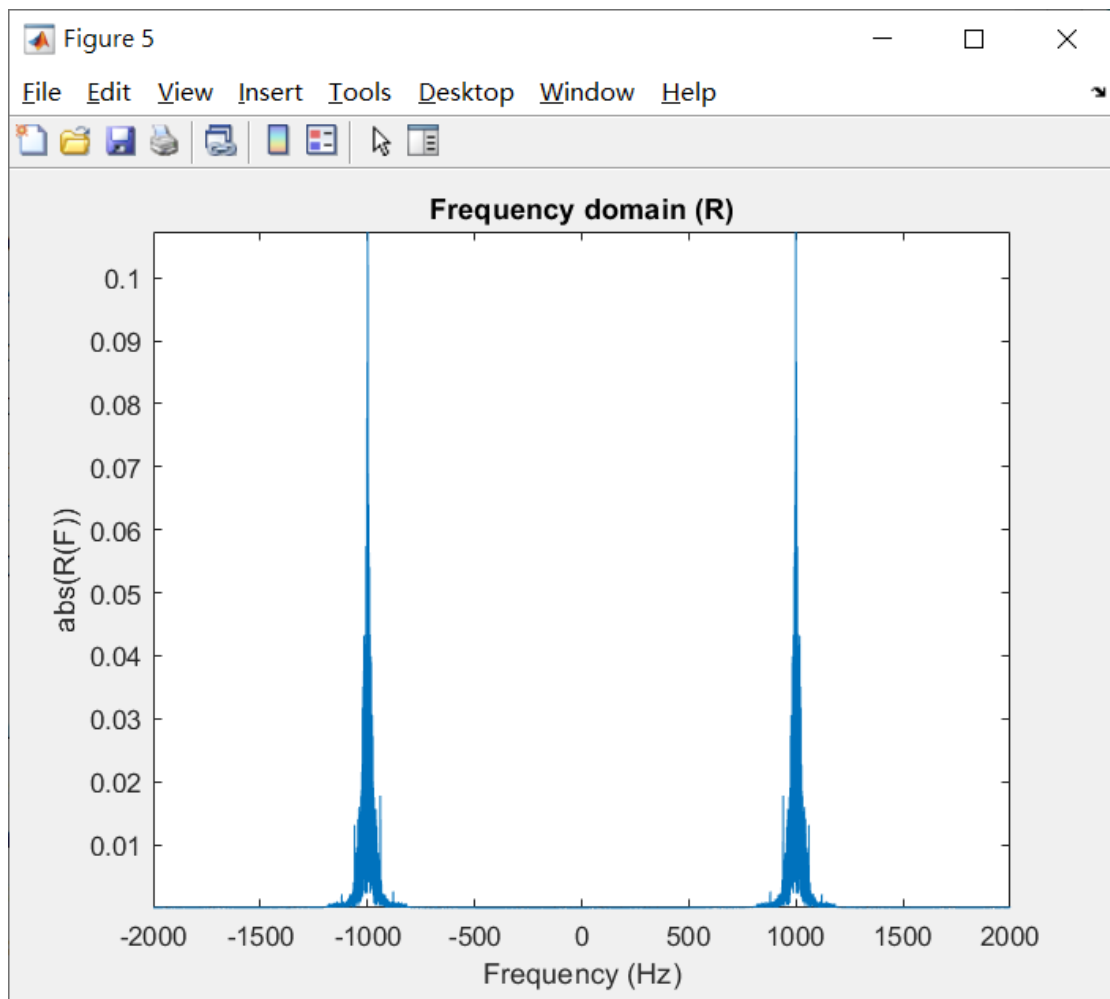 Figure 5
File Edit View Insert Tools Desktop Window Help
Frequency domain (R)
0.1
0.09
0.08
0.07
0.06
0.05
0.04
0.03
0.02
0.01
abs(R(F))
-2000 -1500 -1000 -500 0 500 1000 1500 2000
Frequency (Hz)